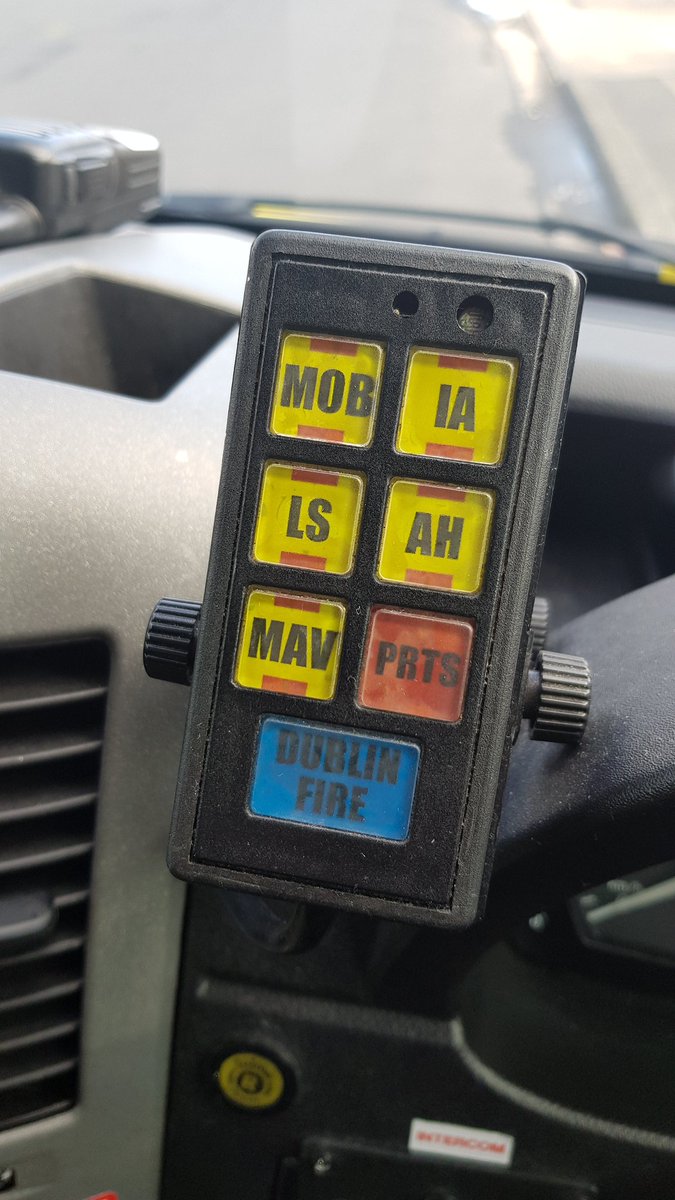 MOB
IA
LS
AH
MAV
PRTS
DUBLIN
FIRE
INTERCOM